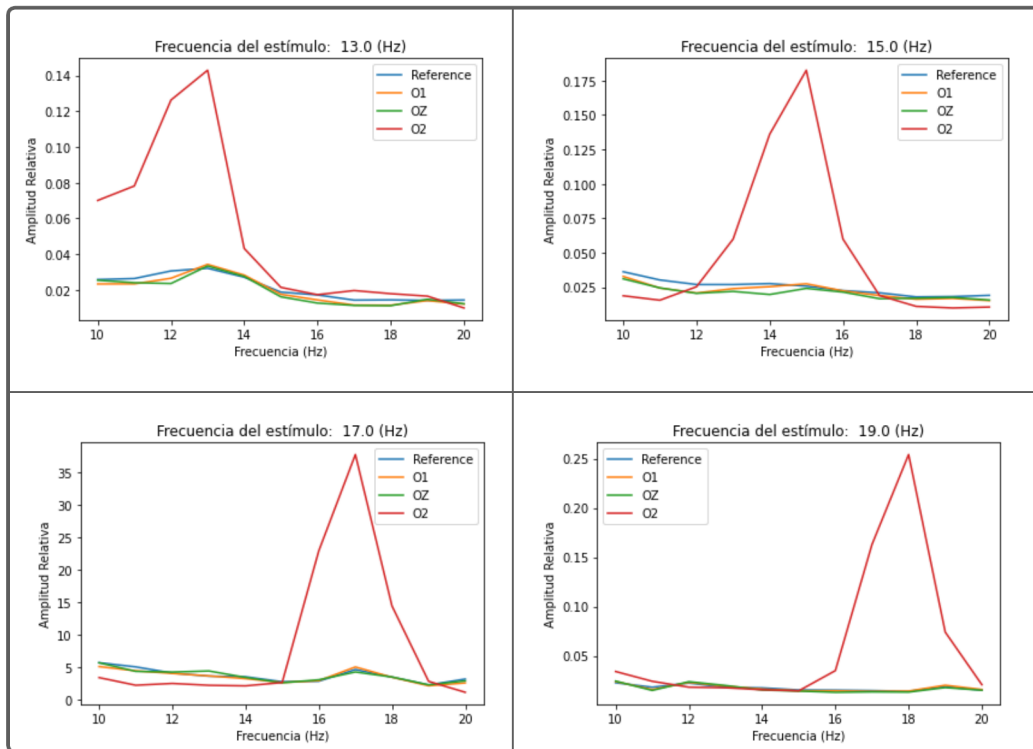 Frecuencia del estímulo: 13.0 (Hz)
Amplitud Relativa
0.14
0.12
0.10
0.08
0.06
0.04
0.02
Reference
O1
OZ
O2
10 12 14 16 18 20
Frecuencia (Hz)
Frecuencia del estímulo: 15.0 (Hz)
Amplitud Relativa
0.175
0.150
0.125
0.100
0.075
0.050
0.025
Reference
O1
OZ
O2
10 12 14 16 18 20
Frecuencia (Hz)
Frecuencia del estímulo: 17.0 (Hz)
Amplitud Relativa
35
30
25
20
15
10
5
0
Reference
O1
OZ
O2
10 12 14 16 18 20
Frecuencia (Hz)
Frecuencia del estímulo: 19.0 (Hz)
Amplitud Relativa
0.25
0.20
0.15
0.10
0.05
Reference
O1
OZ
O2
10 12 14 16 18 20
Frecuencia (Hz)